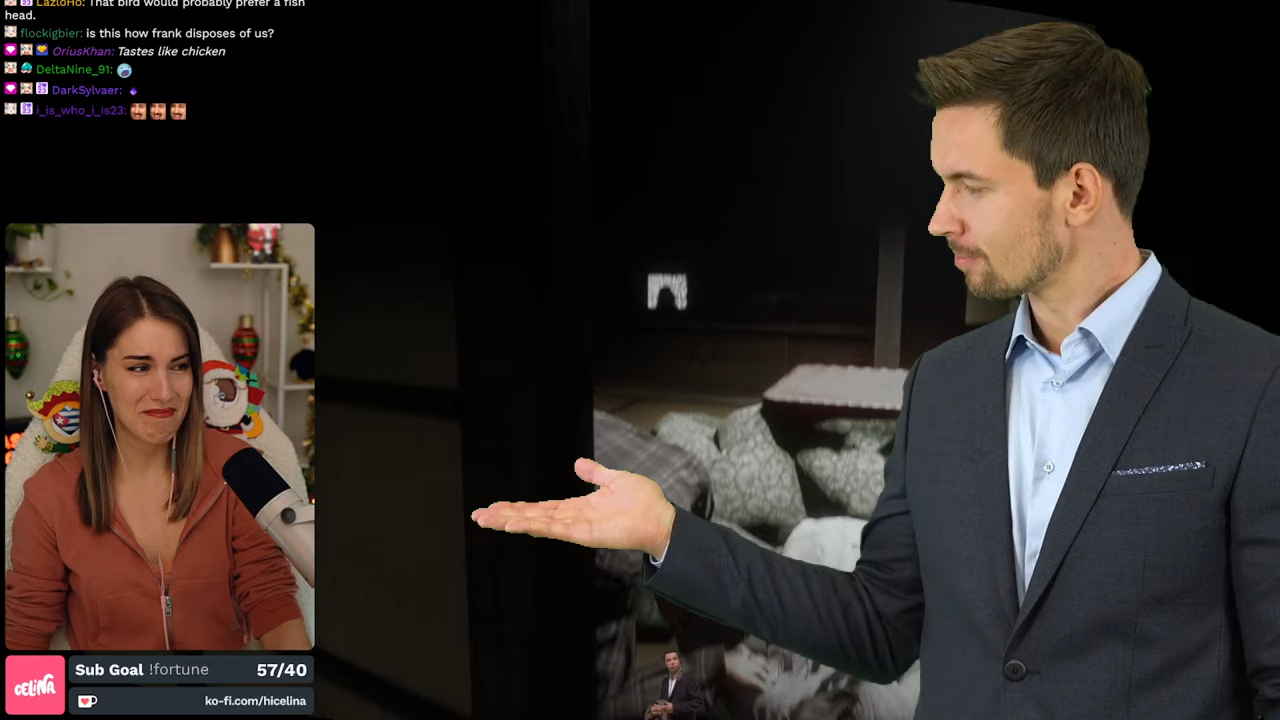 LazloHo: That bird would probably prefer a fish
head.
flockigbier: is this how frank disposes of us?
OriusKhan: Tastes like chicken
DeltaNine_91:
DarkSylvaer:
i_is_who_i_is23:
CELINA
Sub Goal !fortune 57/40
ko-fi.com/hicelina